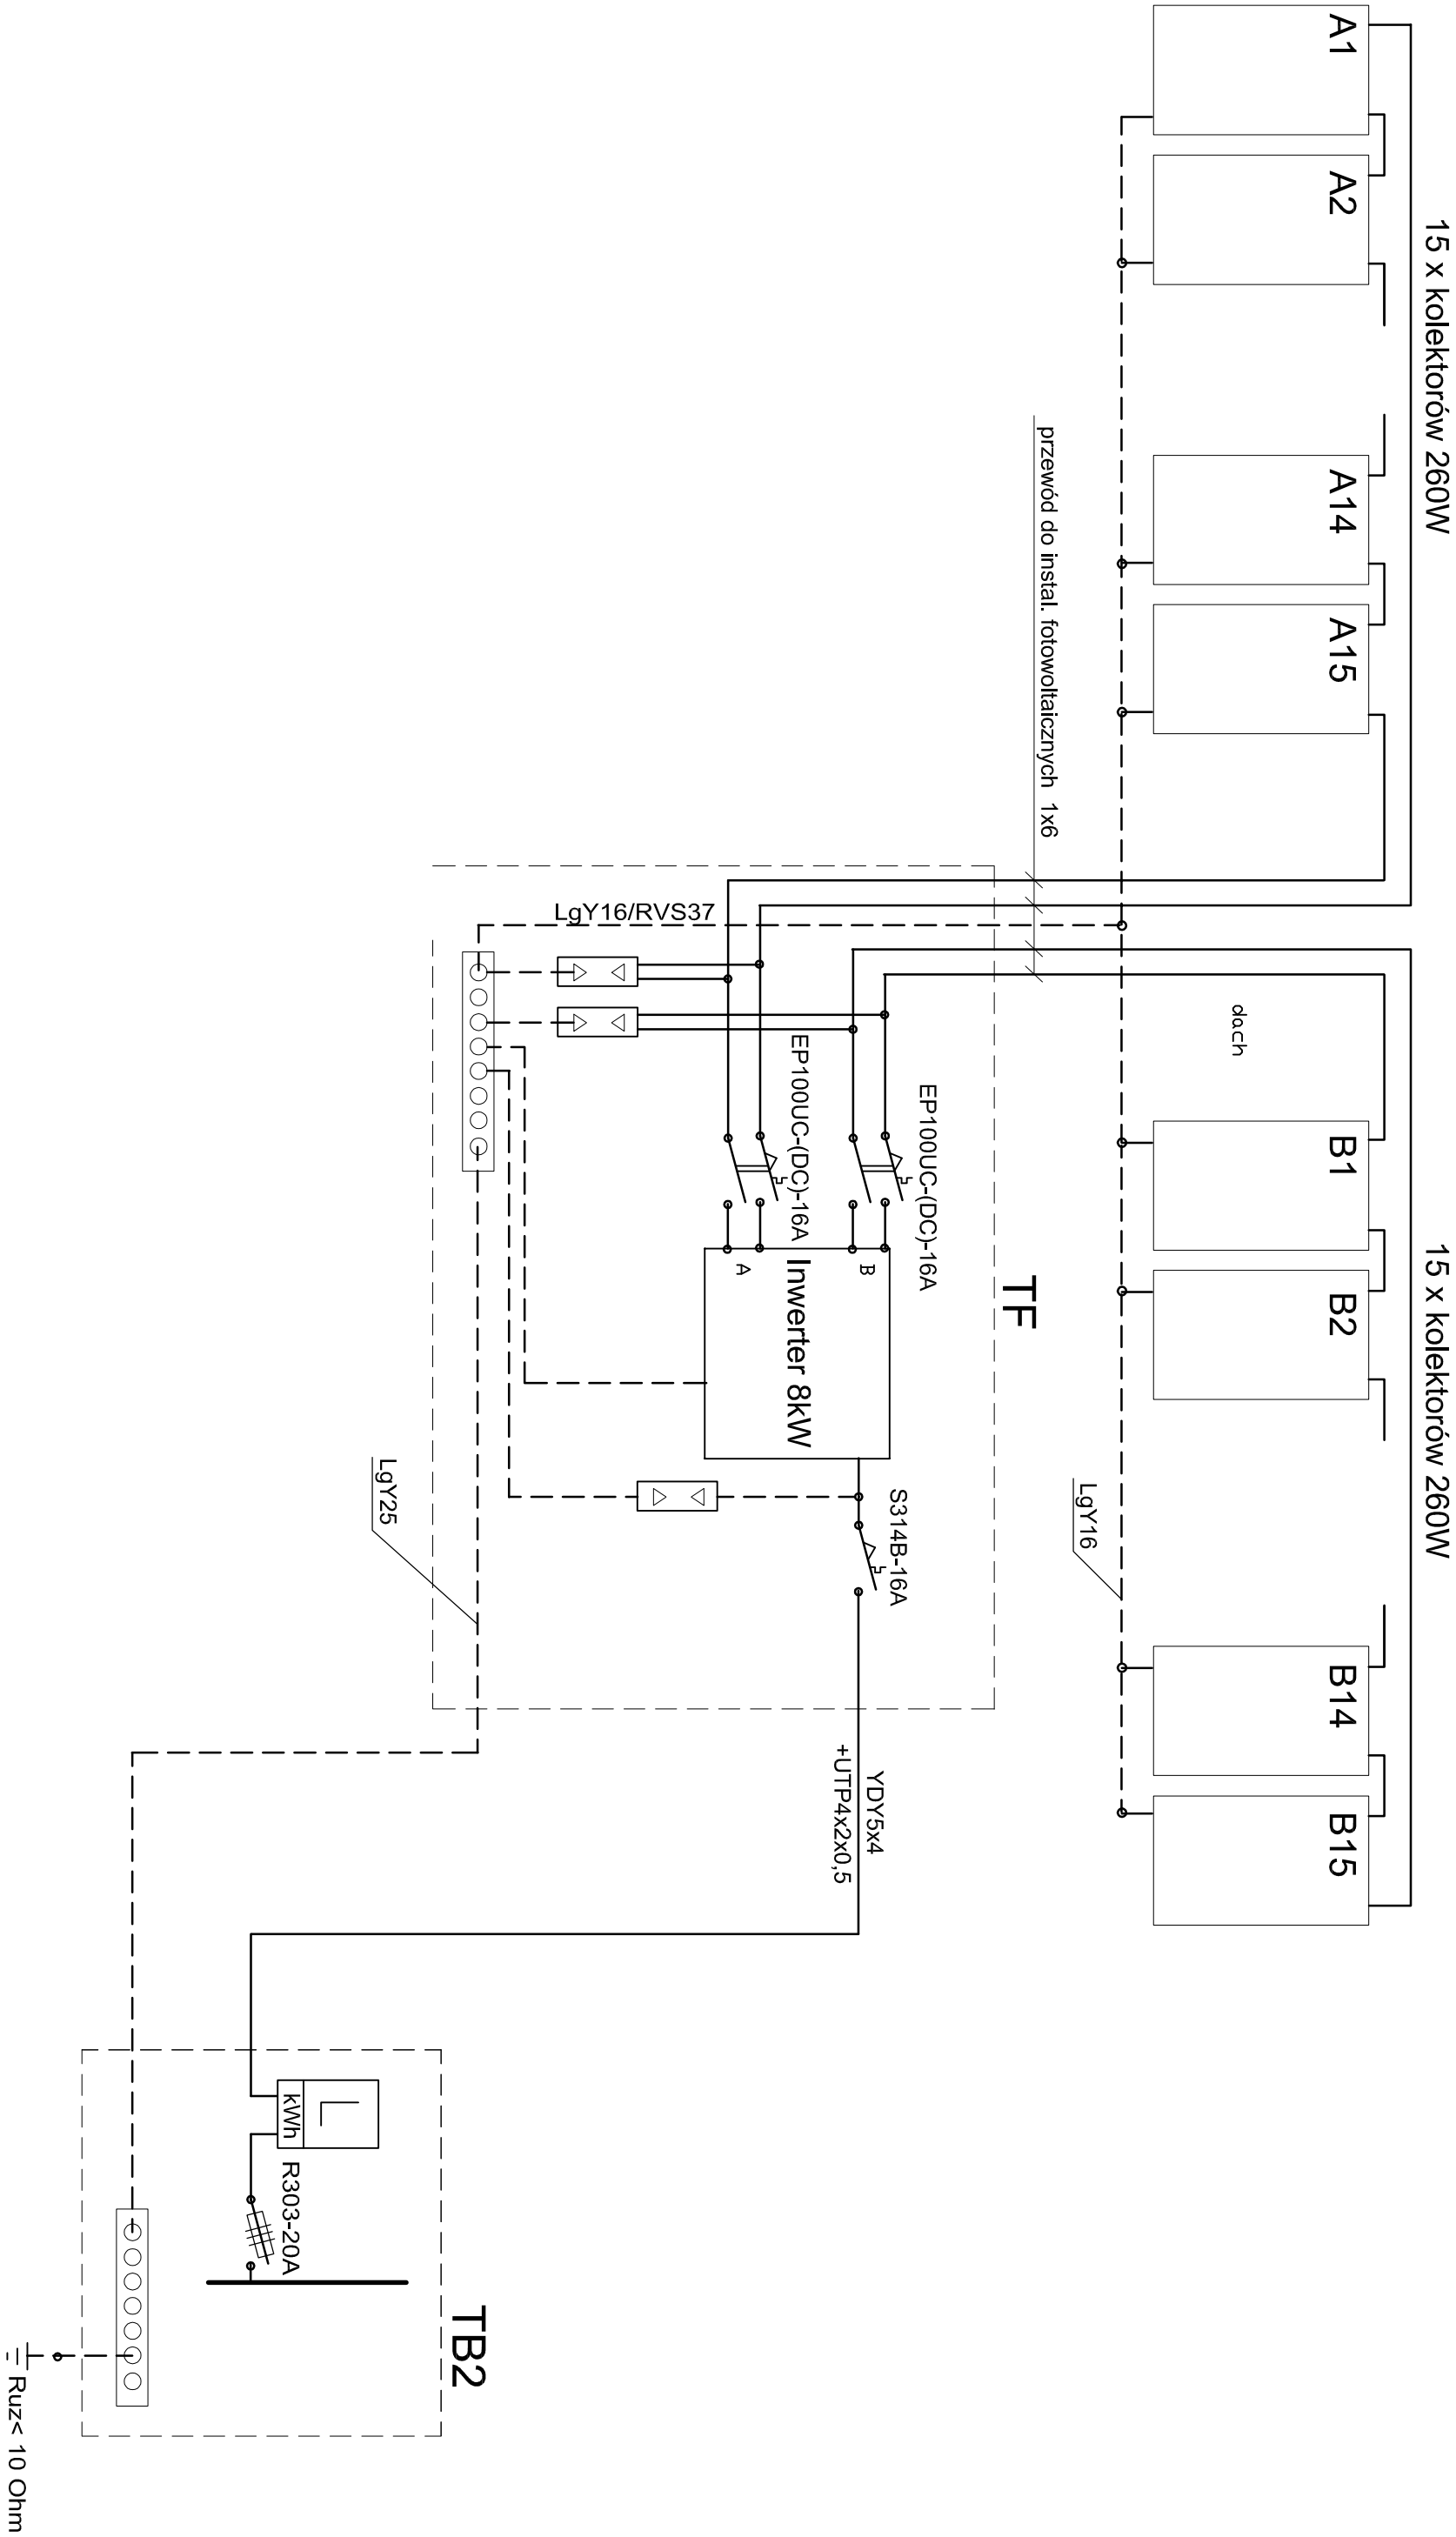 15 x kolektorów 260W
15 x kolektorów 260W
A1
A2
A14
A15
B1
B2
B14
B15
dach
LgY16
przewód do instal. fotowoltaicznych 1x6
TF
LgY16/RVS37
EP100UC-(DC)-16A
EP100UC-(DC)-16A
B
A
Inwerter 8kW
S314B-16A
YDY5x4
+UTP4x2x0,5
LgY25
TB2
kWh
R303-20A
Ruz< 10 Ohm